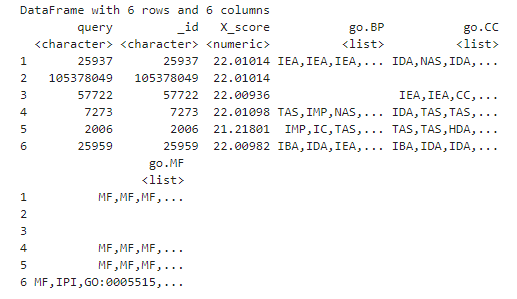 DataFrame with 6 rows and 6 columns
query _id X_score go.BP go.CC
<character> <character> <numeric> <list> <list>
1 25937 25937 22.01014 IEA,IEA,IEA,... IDA,NAS,IDA,...
2 105378049 105378049 22.01014
3 57722 57722 22.00936 IEA,IEA,CC,...
4 7273 7273 22.01098 TAS,IMP,NAS,... IDA,TAS,TAS,...
5 2006 2006 21.21801 IMP,IC,TAS,... TAS,TAS,HDA,...
6 25959 25959 22.00982 IBA,IDA,IEA,... IBA,IDA,IDA,...
go.MF
<list>
1 MF,MF,MF,...
2
3
4 MF,MF,MF,...
5 MF,MF,MF,...
6 MF,IPI,GO:0005515,...